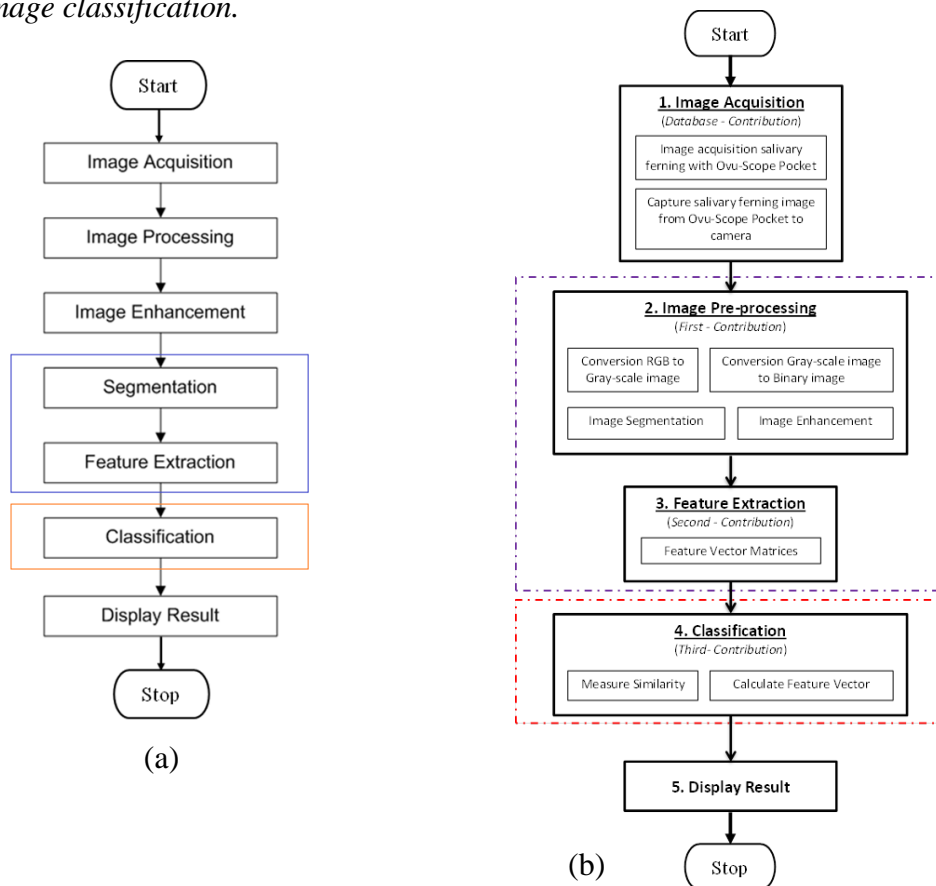 image classification.
Start
Image Acquisition
Image Processing
Image Enhancement
Segmentation
Feature Extraction
Classification
Display Result
Stop
(a)
Start
1. Image Acquisition
(Database - Contribution)
Image acquisition salivary
ferning with Ovu-Scope Pocket
Capture salivary ferning image
from Ovu-Scope Pocket to
camera
2. Image Pre-processing
(First - Contribution)
Conversion RGB to
Gray-scale image
Conversion Gray-scale image
to Binary image
Image Segmentation
Image Enhancement
3. Feature Extraction
(Second - Contribution)
Feature Vector Matrices
4. Classification
(Third- Contribution)
Measure Similarity
Calculate Feature Vector
5. Display Result
Stop
(b)